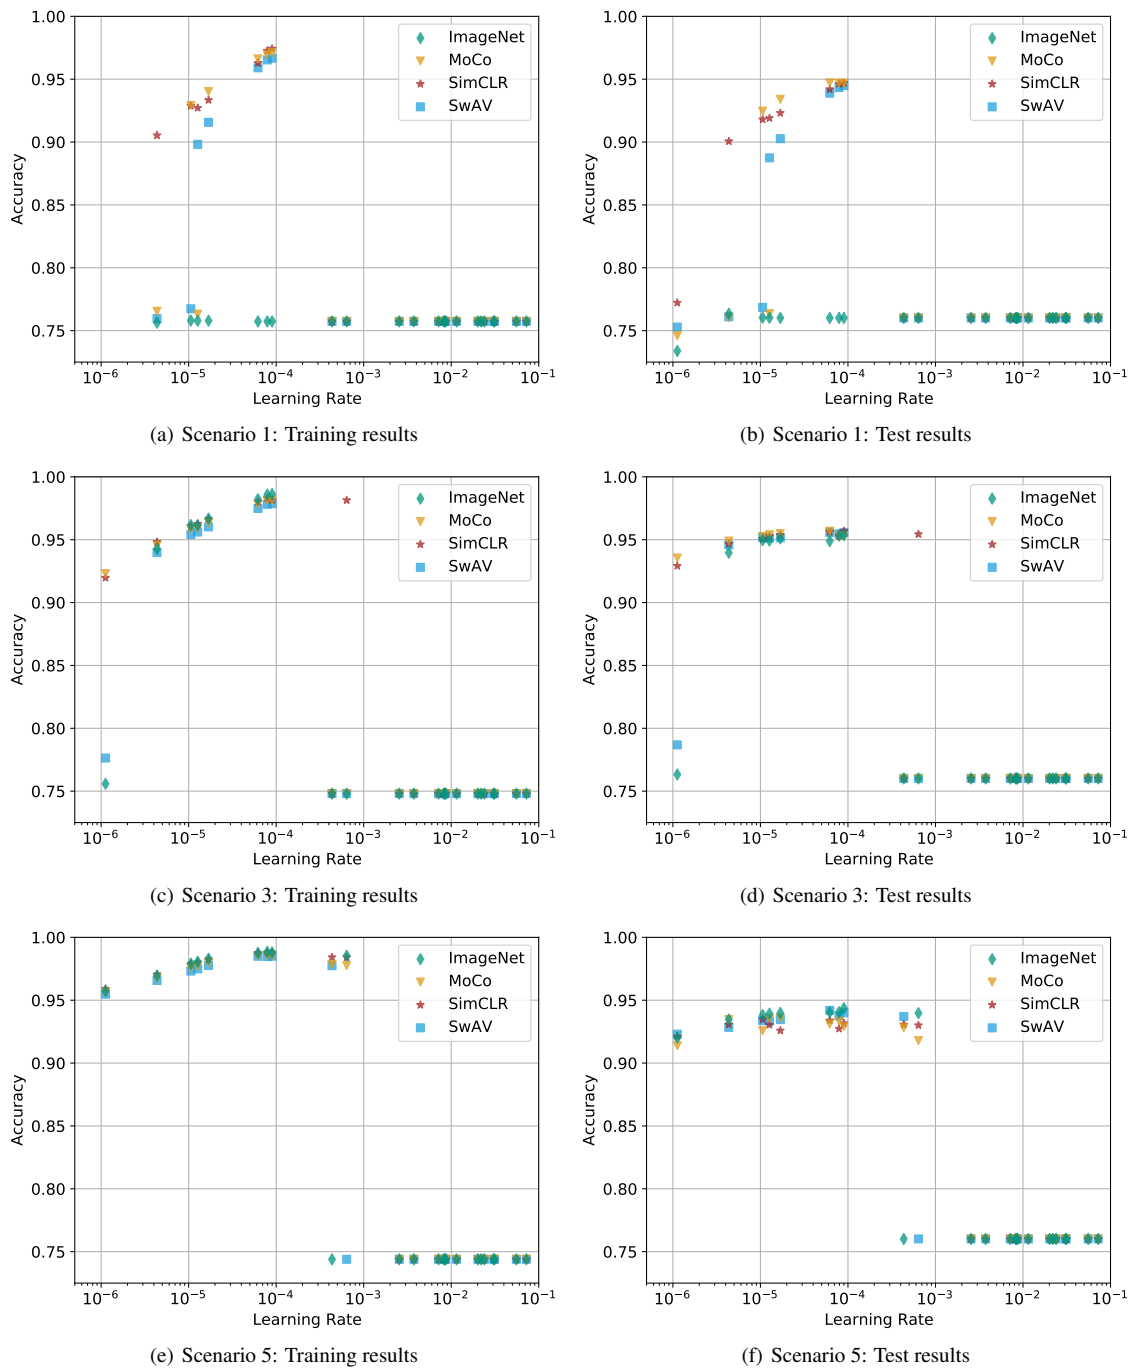 1.00
0.95
0.90
0.85
0.80
0.75
Accuracy
10⁻⁶ 10⁻⁵ 10⁻⁴ 10⁻³ 10⁻² 10⁻¹
Learning Rate
ImageNet
MoCo
SimCLR
SwAV
(a) Scenario 1: Training results
1.00
0.95
0.90
0.85
0.80
0.75
Accuracy
10⁻⁶ 10⁻⁵ 10⁻⁴ 10⁻³ 10⁻² 10⁻¹
Learning Rate
ImageNet
MoCo
SimCLR
SwAV
(b) Scenario 1: Test results
1.00
0.95
0.90
0.85
0.80
0.75
Accuracy
10⁻⁶ 10⁻⁵ 10⁻⁴ 10⁻³ 10⁻² 10⁻¹
Learning Rate
ImageNet
MoCo
SimCLR
SwAV
(c) Scenario 3: Training results
1.00
0.95
0.90
0.85
0.80
0.75
Accuracy
10⁻⁶ 10⁻⁵ 10⁻⁴ 10⁻³ 10⁻² 10⁻¹
Learning Rate
ImageNet
MoCo
SimCLR
SwAV
(d) Scenario 3: Test results
1.00
0.95
0.90
0.85
0.80
0.75
Accuracy
10⁻⁶ 10⁻⁵ 10⁻⁴ 10⁻³ 10⁻² 10⁻¹
Learning Rate
ImageNet
MoCo
SimCLR
SwAV
(e) Scenario 5: Training results
1.00
0.95
0.90
0.85
0.80
0.75
Accuracy
10⁻⁶ 10⁻⁵ 10⁻⁴ 10⁻³ 10⁻² 10⁻¹
Learning Rate
ImageNet
MoCo
SimCLR
SwAV
(f) Scenario 5: Test results